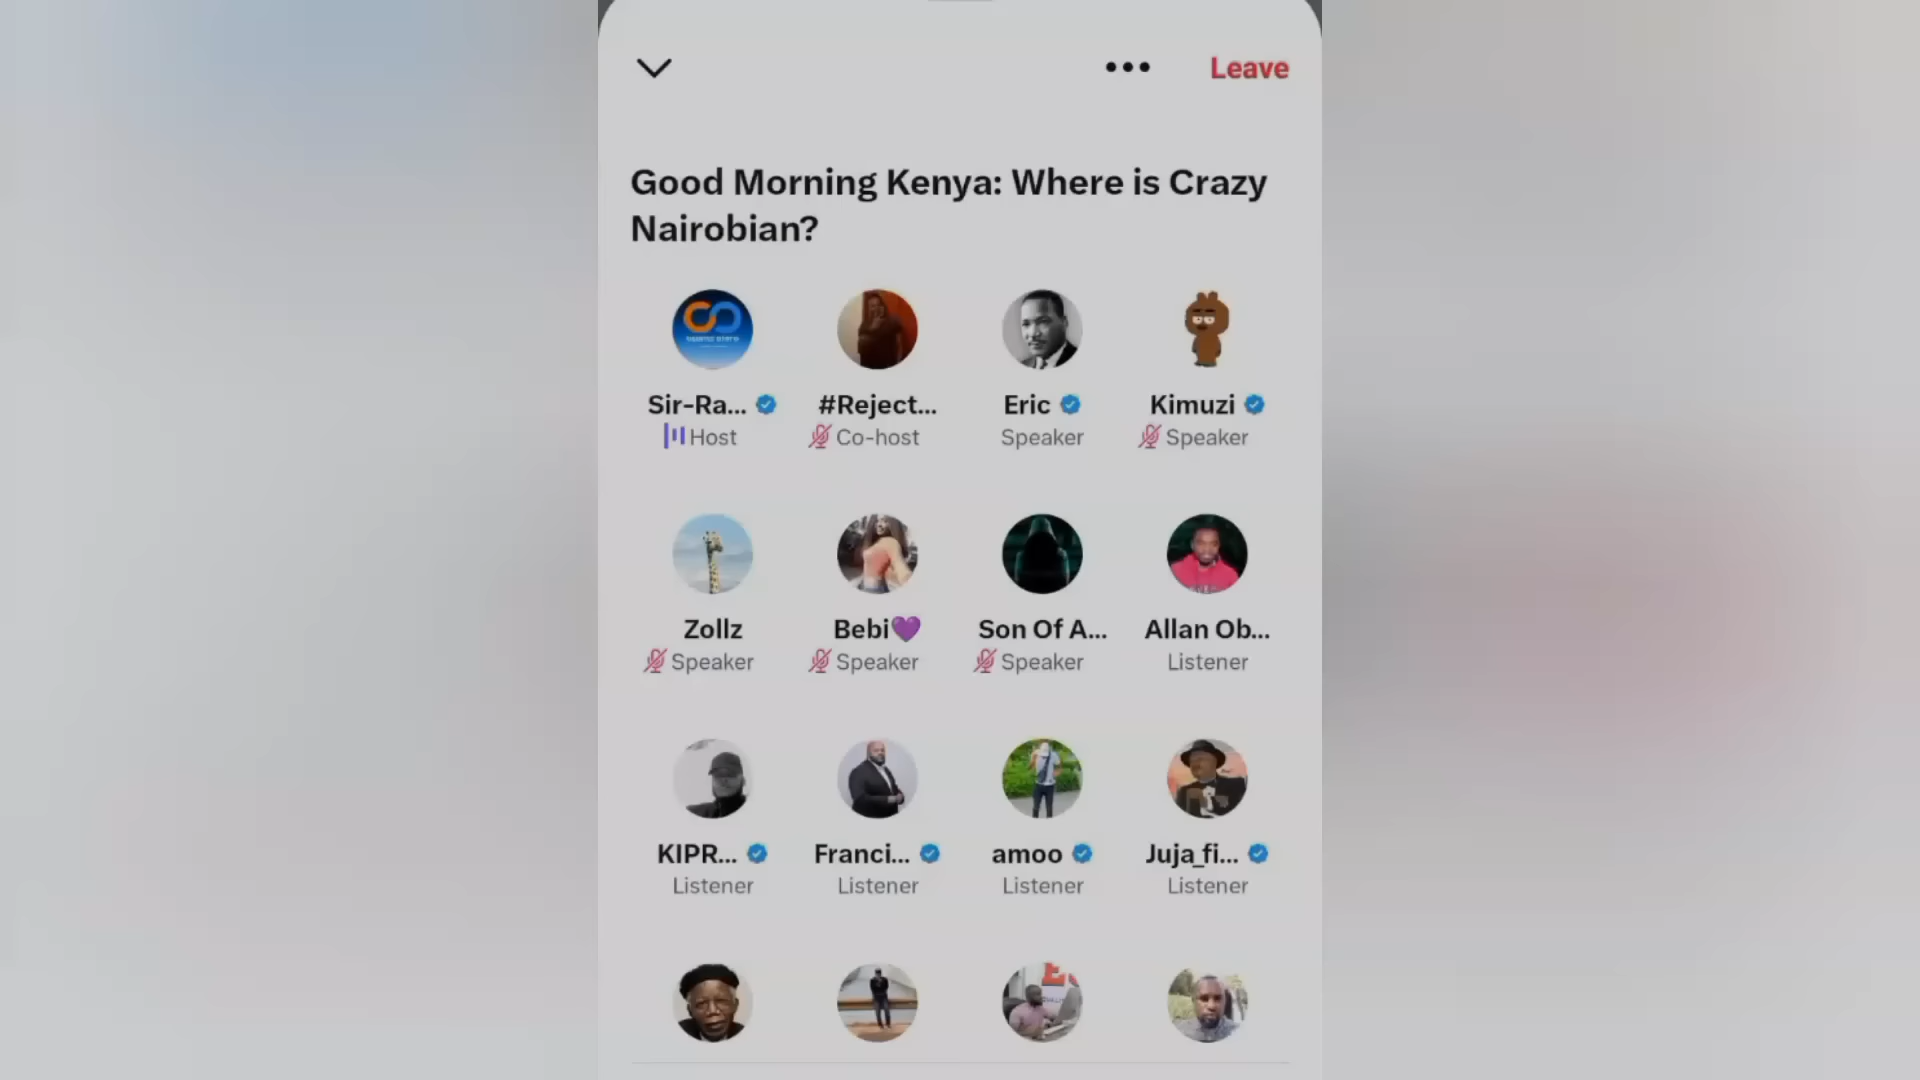 Leave
Good Morning Kenya: Where is Crazy
Nairobian?
Sir-Ra... #Reject... Eric Kimuzi
Host Co-host Speaker Speaker
Zollz Bebi💜 Son Of A... Allan Ob...
Speaker Speaker Speaker Listener
KIPR... Franci... amoo Juja_fi...
Listener Listener Listener Listener